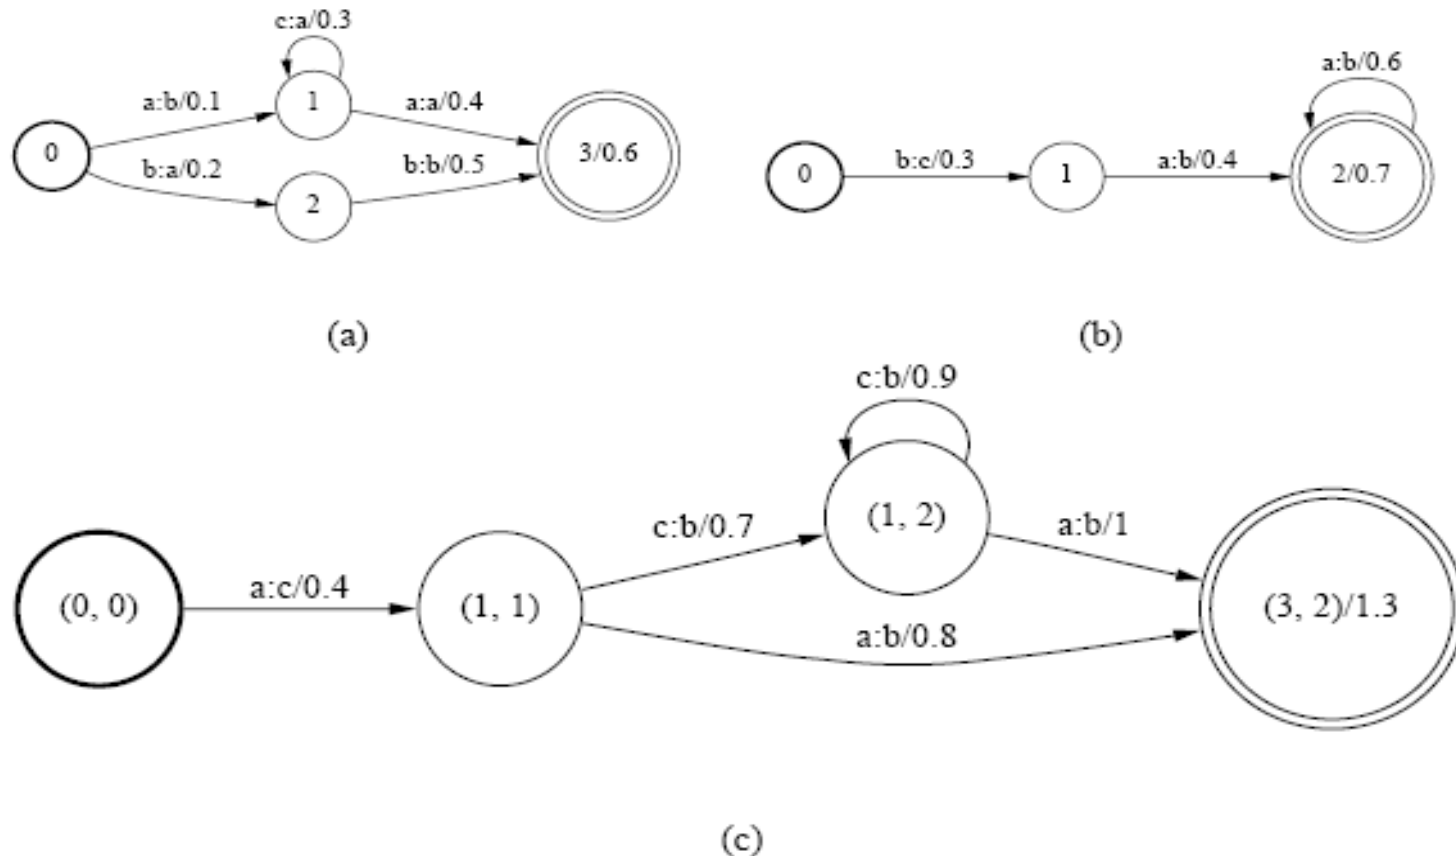 c:a/0.3
a:b/0.1
1
a:a/0.4
0
3/0.6
b:a/0.2
2
b:b/0.5
(a)
a:b/0.6
0
b:c/0.3
1
a:b/0.4
2/0.7
(b)
c:b/0.9
(1, 2)
c:b/0.7
a:b/1
(0, 0)
a:c/0.4
(1, 1)
(3, 2)/1.3
a:b/0.8
(c)